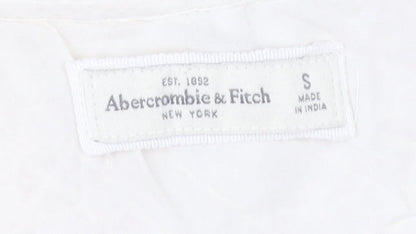 EST. 1892
Abercrombie & Fitch
NEW YORK
S
MADE
IN INDIA